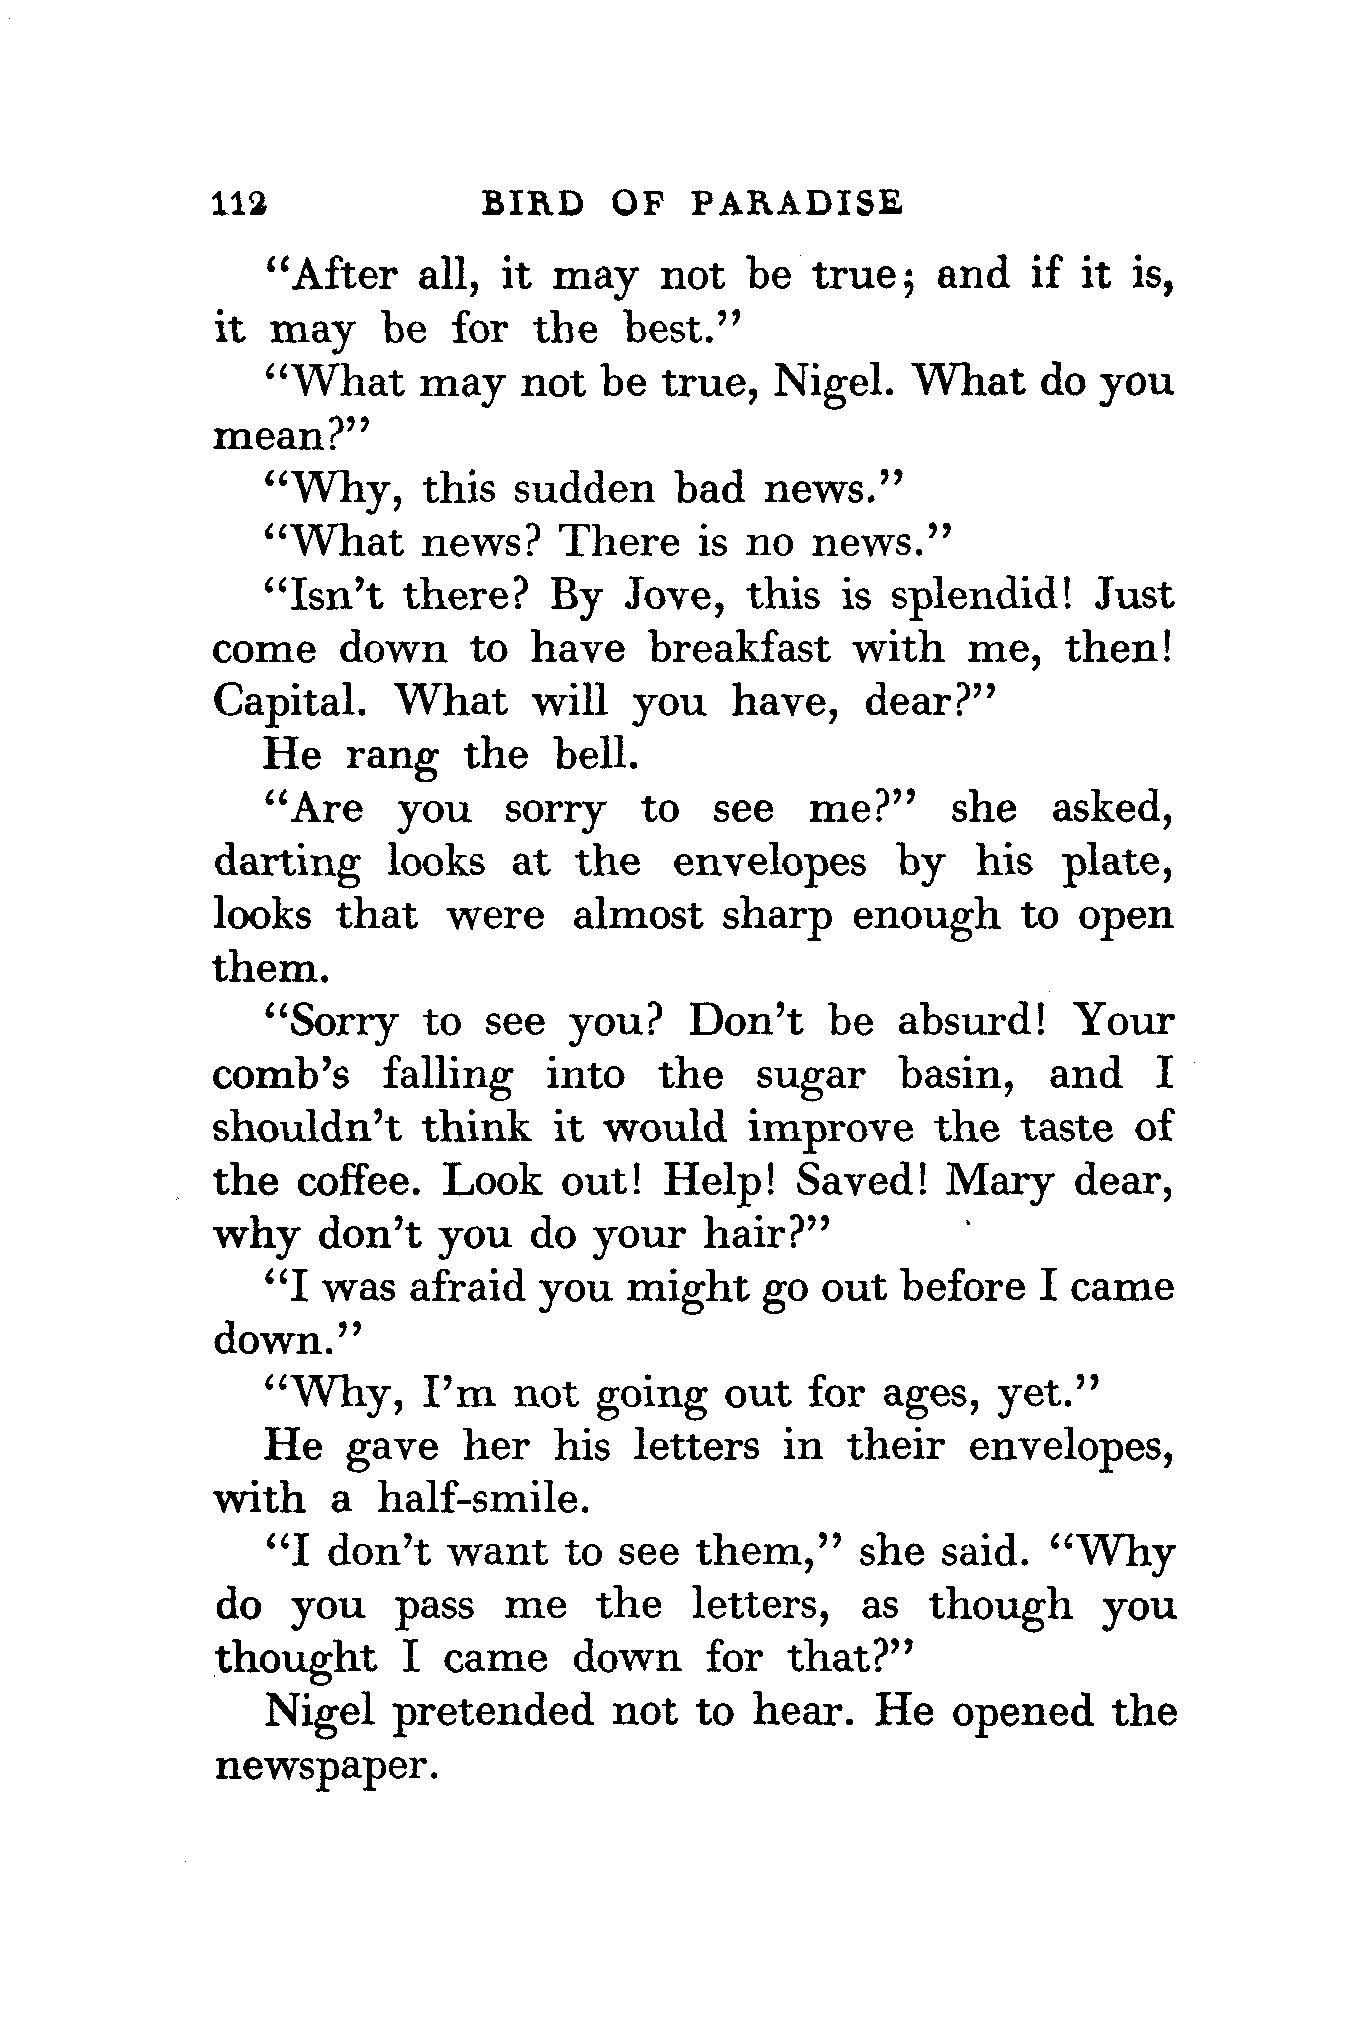 112 BIRD OF PARADISE
"After all, it may not be true; and if it is,
it may be for the best."
"What may not be true, Nigel. What do you
mean?"
"Why, this sudden bad news."
"What news? There is no news."
"Isn't there? By Jove, this is splendid! Just
come down to have breakfast with me, then!
Capital. What will you have, dear?"
He rang the bell.
"Are you sorry to see me?" she asked,
darting looks at the envelopes by his plate,
looks that were almost sharp enough to open
them.
"Sorry to see you? Don't be absurd! Your
comb's falling into the sugar basin, and I
shouldn't think it would improve the taste of
the coffee. Look out! Help! Saved! Mary dear,
why don't you do your hair?"
"I was afraid you might go out before I came
down."
"Why, I'm not going out for ages, yet."
He gave her his letters in their envelopes,
with a half-smile.
"I don't want to see them," she said. "Why
do you pass me the letters, as though you
thought I came down for that?"
Nigel pretended not to hear. He opened the
newspaper.